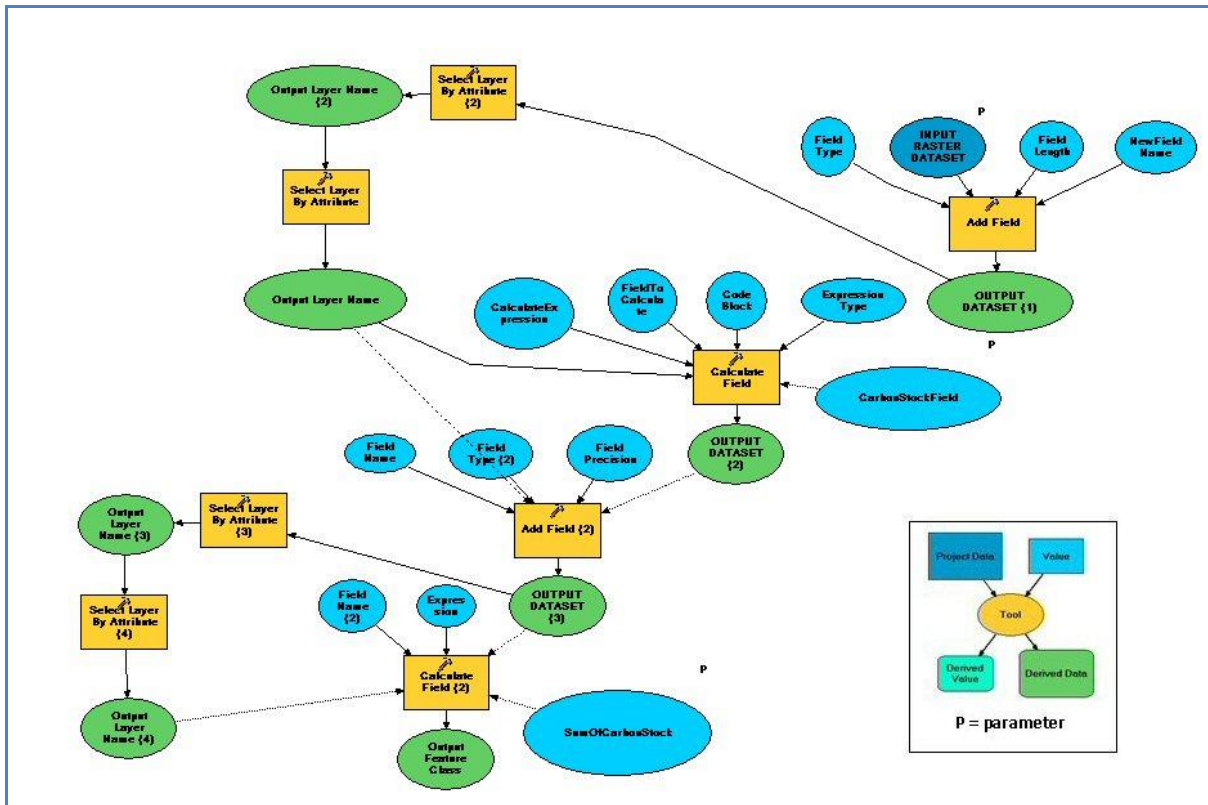 Output Layer Name
{2}
Select Layer
By Attribute
{2}
P
Field
Type
INPUT
RASTER
DATASET
Field
Length
NewField
Name
Select Layer
By Attribute
Add Field
Output Layer Name
CalculateExp
ression
FieldTo
Calcula
te
Code
Block
Expression
Type
OUTPUT
DATASET {1}
P
Calculate
Field
CarbonStockField
Field
Name
Field
Type {2}
Field
Precision
OUTPUT
DATASET
{2}
Output
Layer
Name {3}
Select Layer
By Attribute
{3}
Add Field {2}
Select Layer
By Attribute
{4}
Field
Name
{2}
Expres
sion
OUTPUT
DATASET
{3}
Calculate
Field {2}
P
Output
Layer
Name {4}
SumOfCarbonStock
Output
Feature
Class
Project Data
Value
Tool
Derived
Value
Derived Data
P = parameter